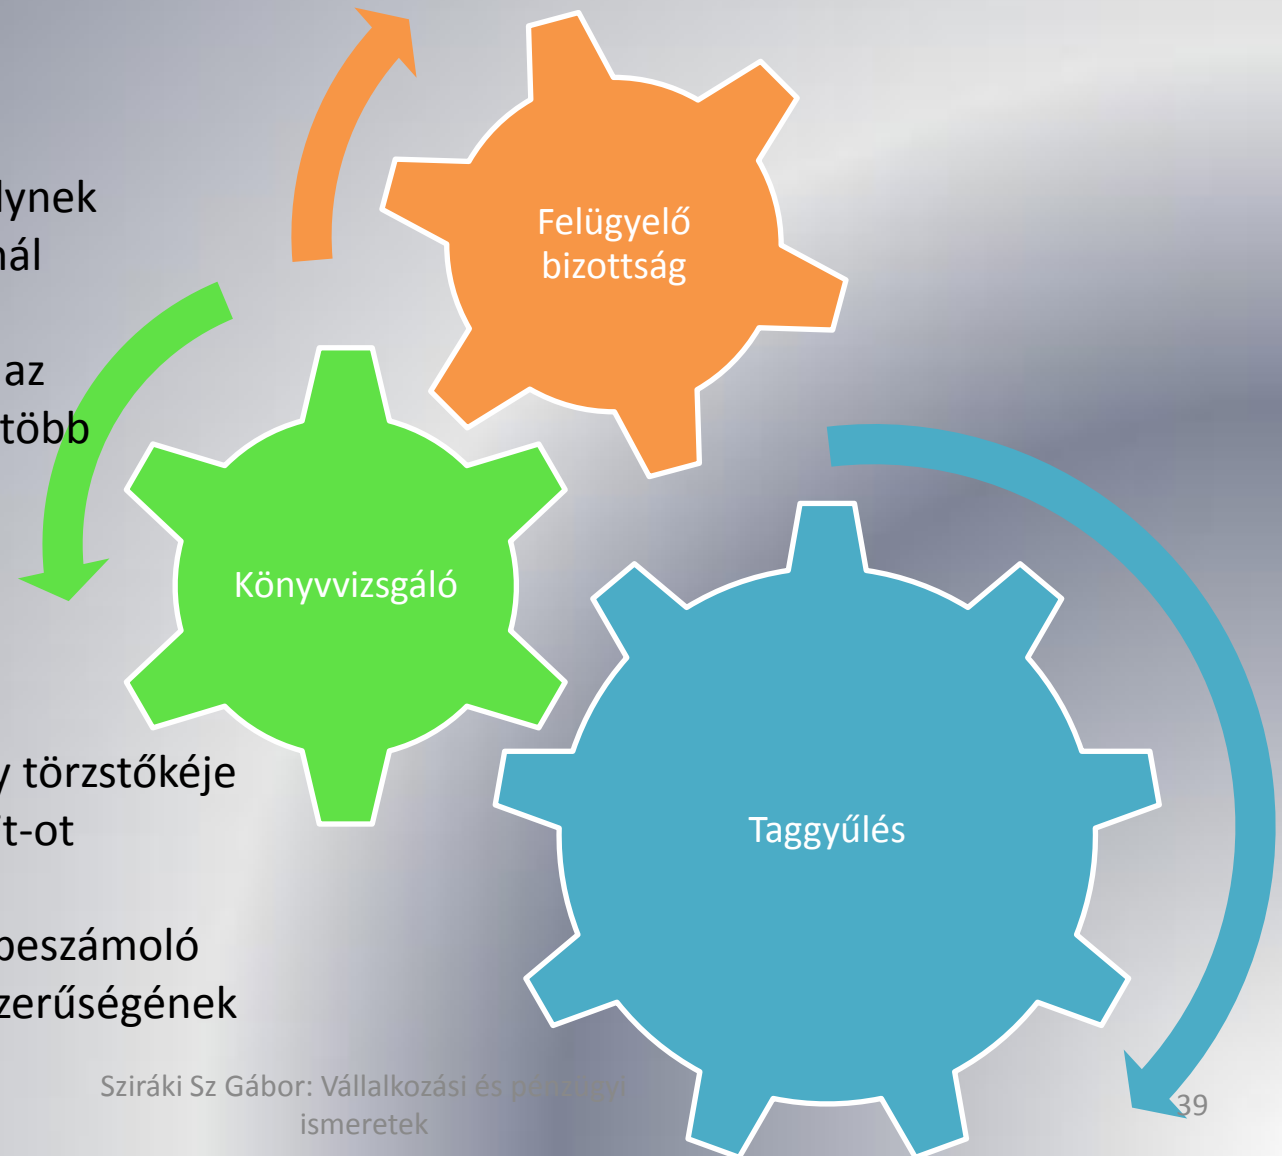 lynek
nál
az
több
y törzstőkéje
t-ot
beszámoló
zerűségének
Felügyelő
bizottság
Könyvvizsgáló
Taggyűlés
Sziráki Sz Gábor: Vállalkozási és pénzügyi
ismeretek
39